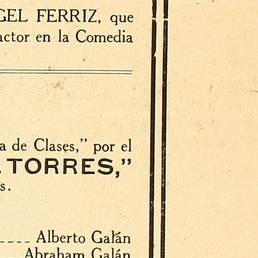 GEL FERRIZ, que
actor en la Comedia
a de Clases," por el
TORRES,"
s.
Alberto Galán
Abraham Galán